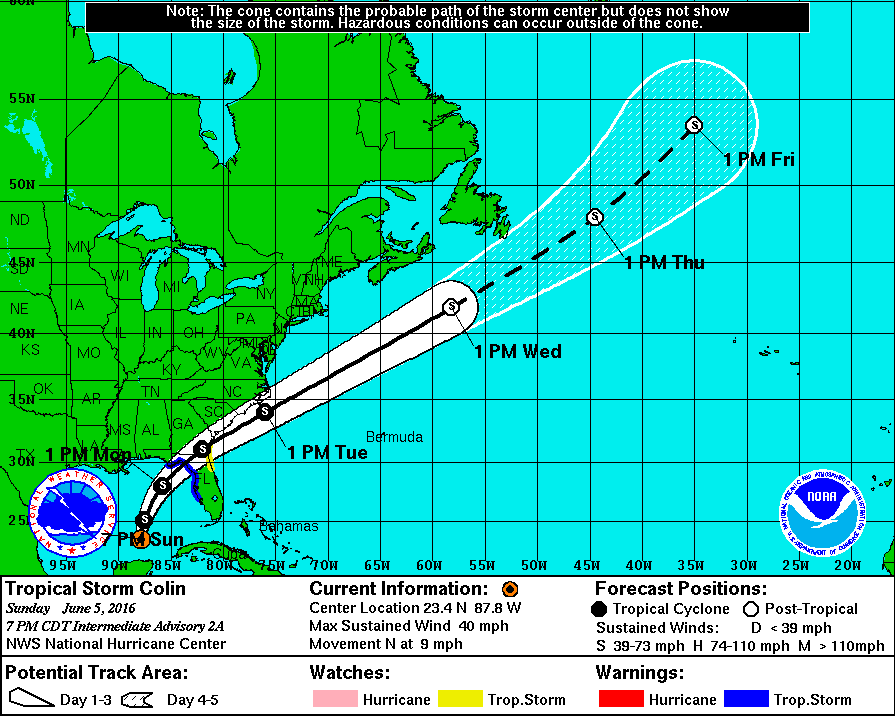 Note: The cone contains the probable path of the storm center but does not show
the size of the storm. Hazardous conditions can occur outside of the cone.
60N
55N
1 PM Fri
50N
ND
MN
1 PM Thu
45N
SD
WI
MI
ME
VT
NH
NY
MA
CT
RI
NE
IA
PA
40N
IL
IN
OH
NJ
1 PM Wed
KS
MO
WV
VA
KY
OK
AR
TN
NC
35N
SC
MS
AL
GA
Bermuda
1 PM Tue
1 PM Mon
TX
LA
30N
FL
NATIONAL WEATHER SERVICE
NOAA
25N
Bahamas
PM Sun
Cuba
95W 90W 85W 80W 75W 70W 65W 60W 55W 50W 45W 40W 35W 30W 25W 20W
Tropical Storm Colin
Sunday June 5, 2016
7 PM CDT Intermediate Advisory 2A
NWS National Hurricane Center
Current Information:
Center Location 23.4 N 87.8 W
Max Sustained Wind 40 mph
Movement N at 9 mph
Forecast Positions:
Tropical Cyclone Post-Tropical
Sustained Winds: D < 39 mph
S 39-73 mph H 74-110 mph M > 110mph
Potential Track Area:
Day 1-3 Day 4-5
Watches:
Hurricane Trop.Storm
Warnings:
Hurricane Trop.Storm